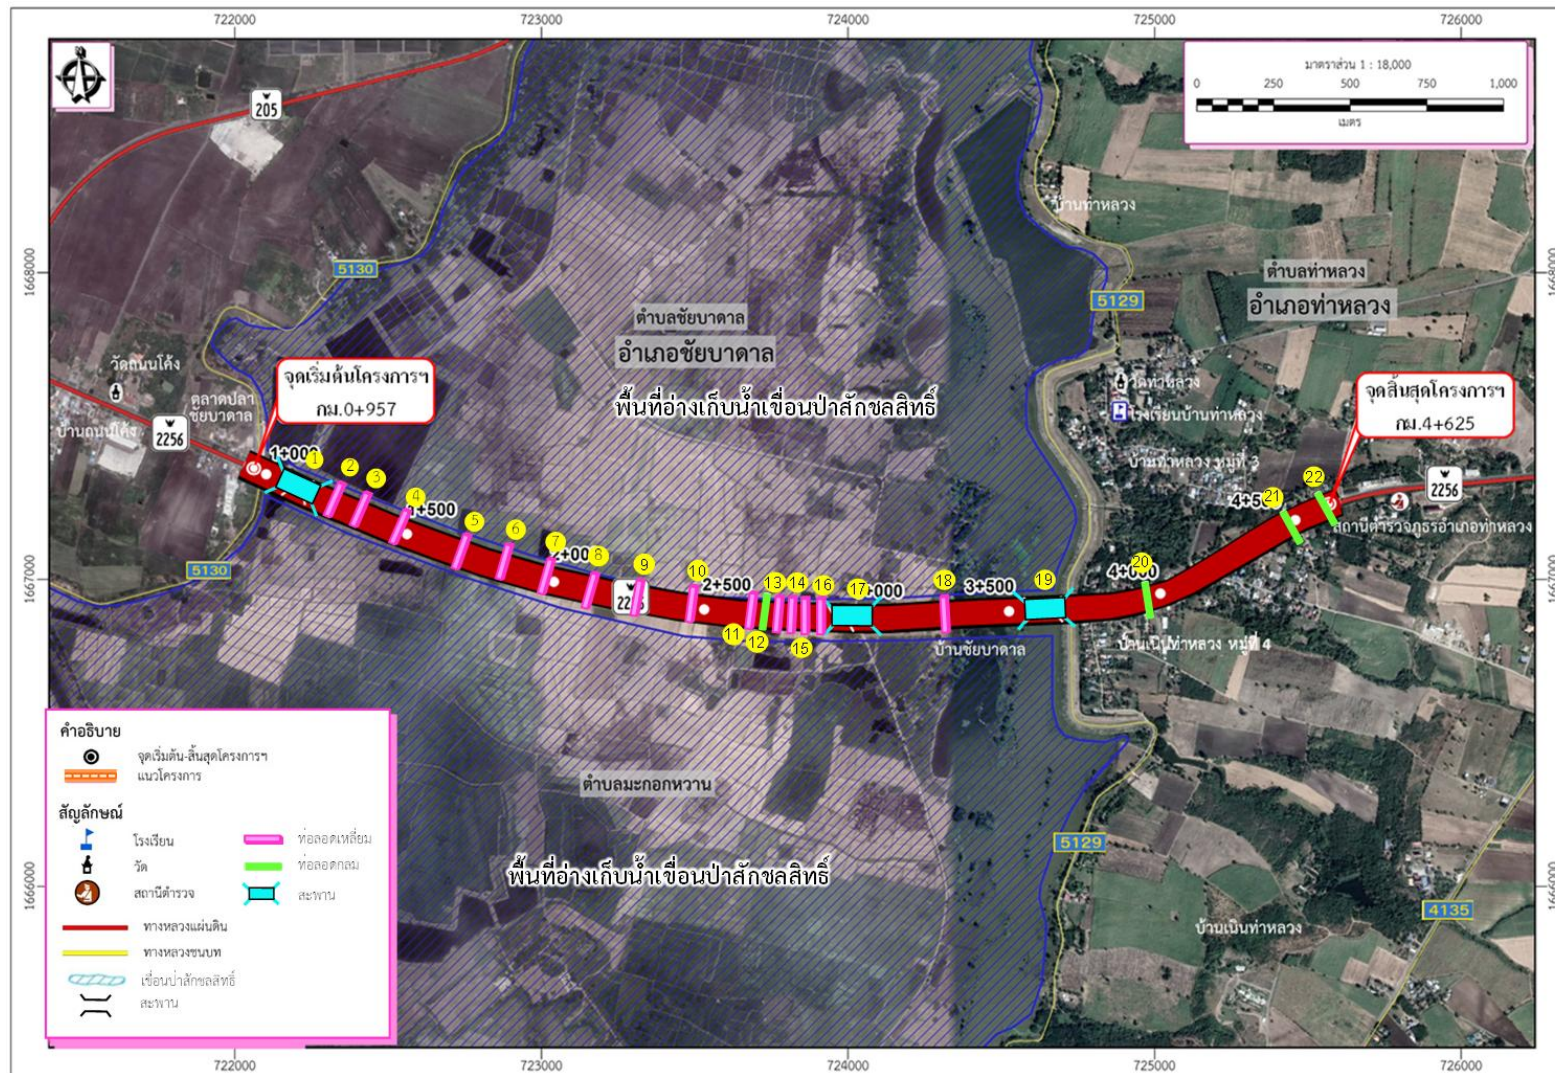 722000
723000
724000
725000
726000
มาตราส่วน 1 : 18,000
0 250 500 750 1,000
เมตร
205
บ้านท่าหลวง
1668000
5130
ตำบลท่าหลวง
1668000
5129
อำเภอท่าหลวง
ตำบลชัยบาดาล
อำเภอชัยบาดาล
วัดถนนโค้ง
จุดเริ่มต้นโครงการฯ
กม.0+957
วัดท่าหลวง
จุดสิ้นสุดโครงการฯ
กม.4+625
ตลาดปลา
ชัยบาดาล
พื้นที่อ่างเก็บน้ำเขื่อนป่าสักชลสิทธิ์
โรงเรียนบ้านท่าหลวง
บ้านถนนโค้ง
2256
1+000
1
บ้านท่าหลวง หมู่ที่ 3
2
3
4
1+500
22
2256
21
4+500
สถานีตำรวจภูธรอำเภอท่าหลวง
5
6
7
2+000
8
9
10
2+500
13
14
16
17
3+000
18
3+500
19
20
4+000
5130
1667000
1667000
2256
11
12
15
บ้านชัยบาดาล
บ้านเนินท่าหลวง หมู่ที่ 4
คำอธิบาย
จุดเริ่มต้น-สิ้นสุดโครงการฯ
แนวโครงการ
ตำบลมะกอกหวาน
สัญลักษณ์
โรงเรียน
ท่อลอดเหลี่ยม
วัด
ท่อลอดกลม
สถานีตำรวจ
สะพาน
ทางหลวงแผ่นดิน
ทางหลวงชนบท
เขื่อนป่าสักชลสิทธิ์
สะพาน
5129
พื้นที่อ่างเก็บน้ำเขื่อนป่าสักชลสิทธิ์
1666000
1666000
4135
บ้านเนินท่าหลวง
722000
723000
724000
725000
726000